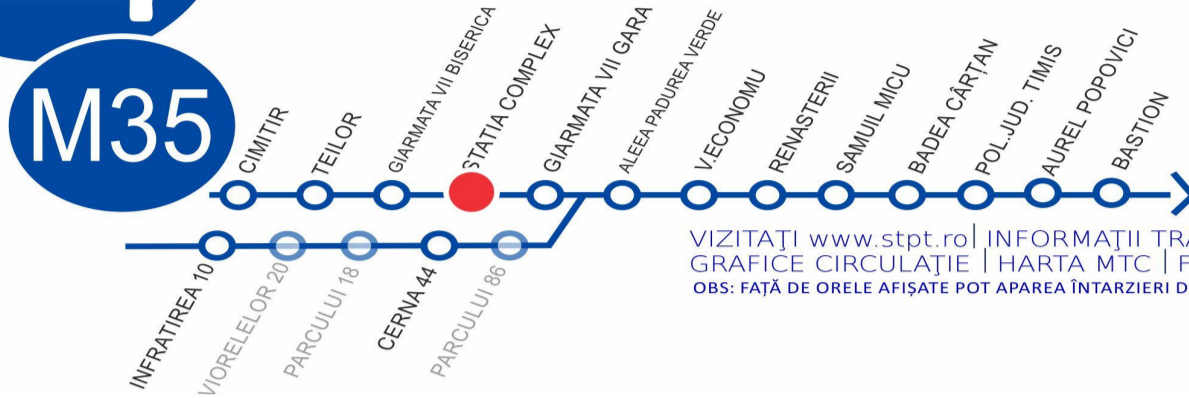 M35
CIMITIR
TEILOR
GIARMATA VII BISERICA
STATIA COMPLEX
GIARMATA VII GARA
ALEEA PADUREA VERDE
V.ECONOMU
RENASTERII
SAMUIL MICU
BADEA CÂRȚAN
POL.JUD. TIMIS
AUREL POPOVICI
BASTION
INFRATIREA 10
VIORELELOR 20
PARCULUI 18
CERNA 44
PARCULUI 86
VIZITAȚI www.stpt.ro| INFORMAȚII
GRAFICE CIRCULAȚIE | HARTA MTC |
OBS: FAȚĂ DE ORELE AFIȘATE POT APAREA ÎNTARZIERI